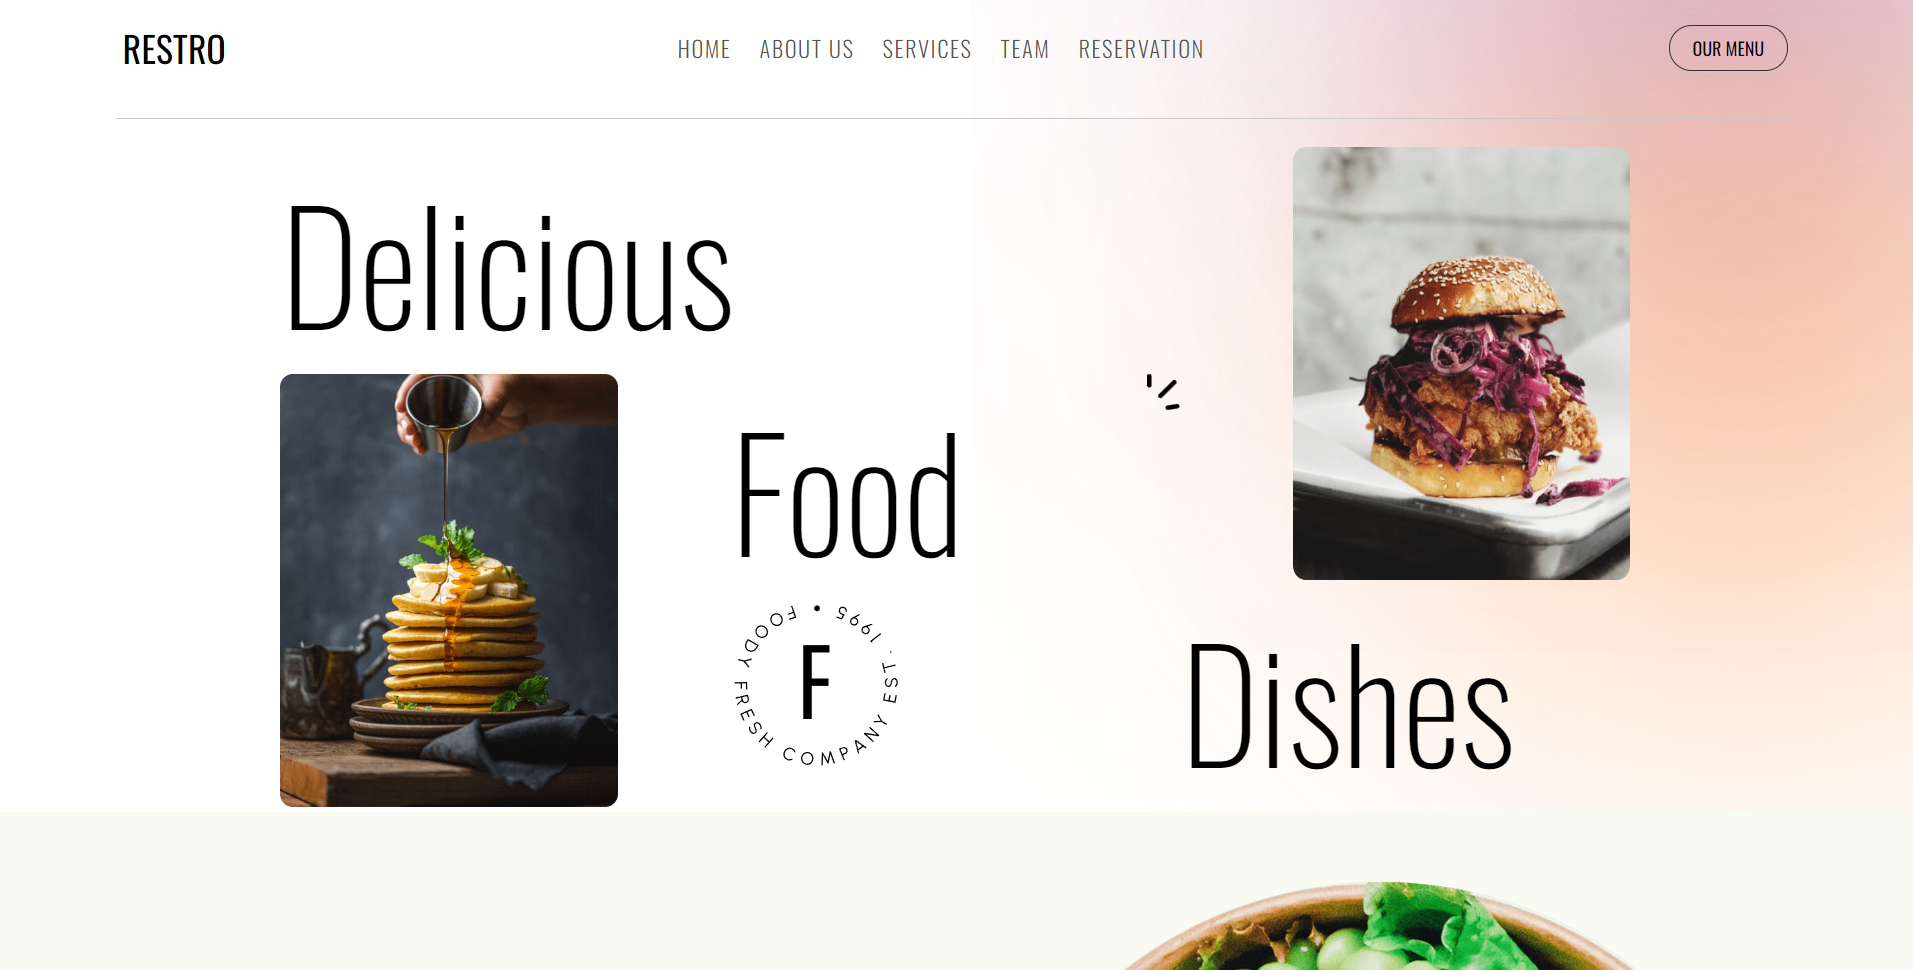 RESTRO
HOME ABOUT US SERVICES TEAM RESERVATION
OUR MENU
Delicious
Food
F
FOODY FRESH COMPANY EST . 1995 •
Dishes